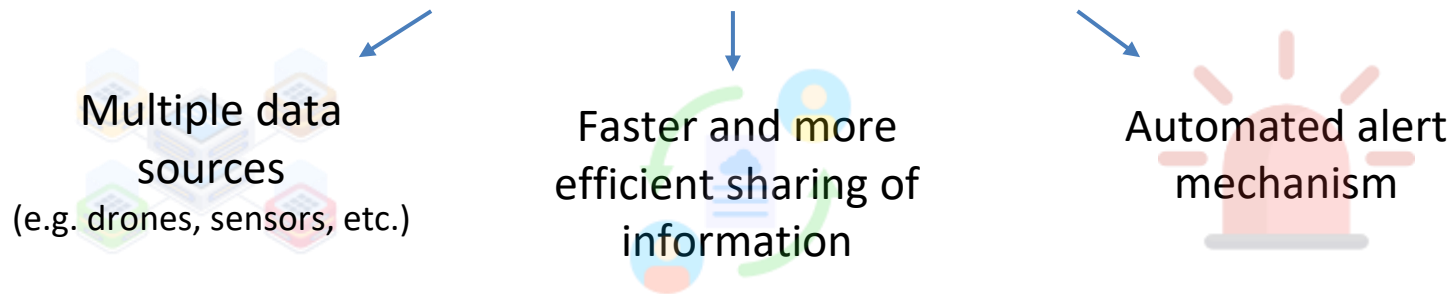 Multiple data
sources
(e.g. drones, sensors, etc.)
Faster and more
efficient sharing of
information
Automated alert
mechanism